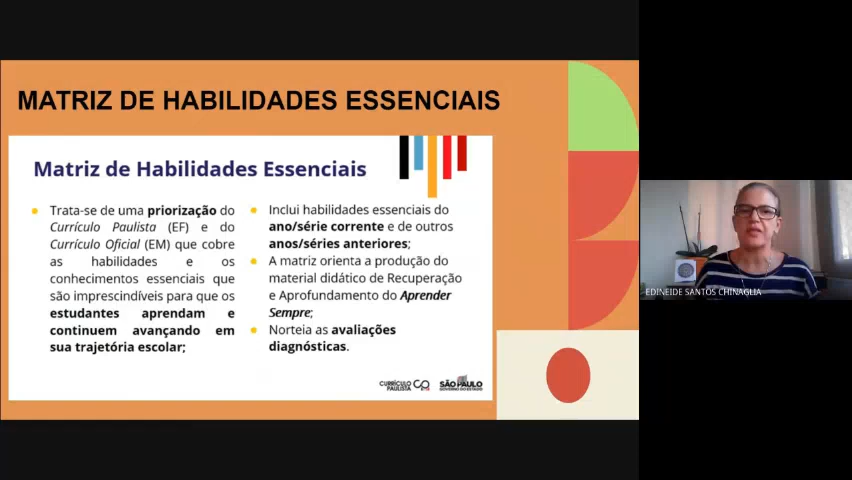 MATRIZ DE HABILIDADES ESSENCIAIS
Matriz de Habilidades Essenciais
Trata-se de uma priorização do
Currículo Paulista (EF) e do
Currículo Oficial (EM) que cobre
as habilidades e os
conhecimentos essenciais que
são imprescindíveis para que os
estudantes aprendam e
continuem avançando em
sua trajetória escolar;
Inclui habilidades essenciais do
ano/série corrente e de outros
anos/séries anteriores;
A matriz orienta a produção do
material didático de Recuperação
e Aprofundamento do Aprender
Sempre;
Norteia as avaliações
diagnósticas.
CURRÍCULO
PAULISTA
SÃO PAULO
GOVERNO DO ESTADO
EDINEIDE SANTOS CHINAGLIA